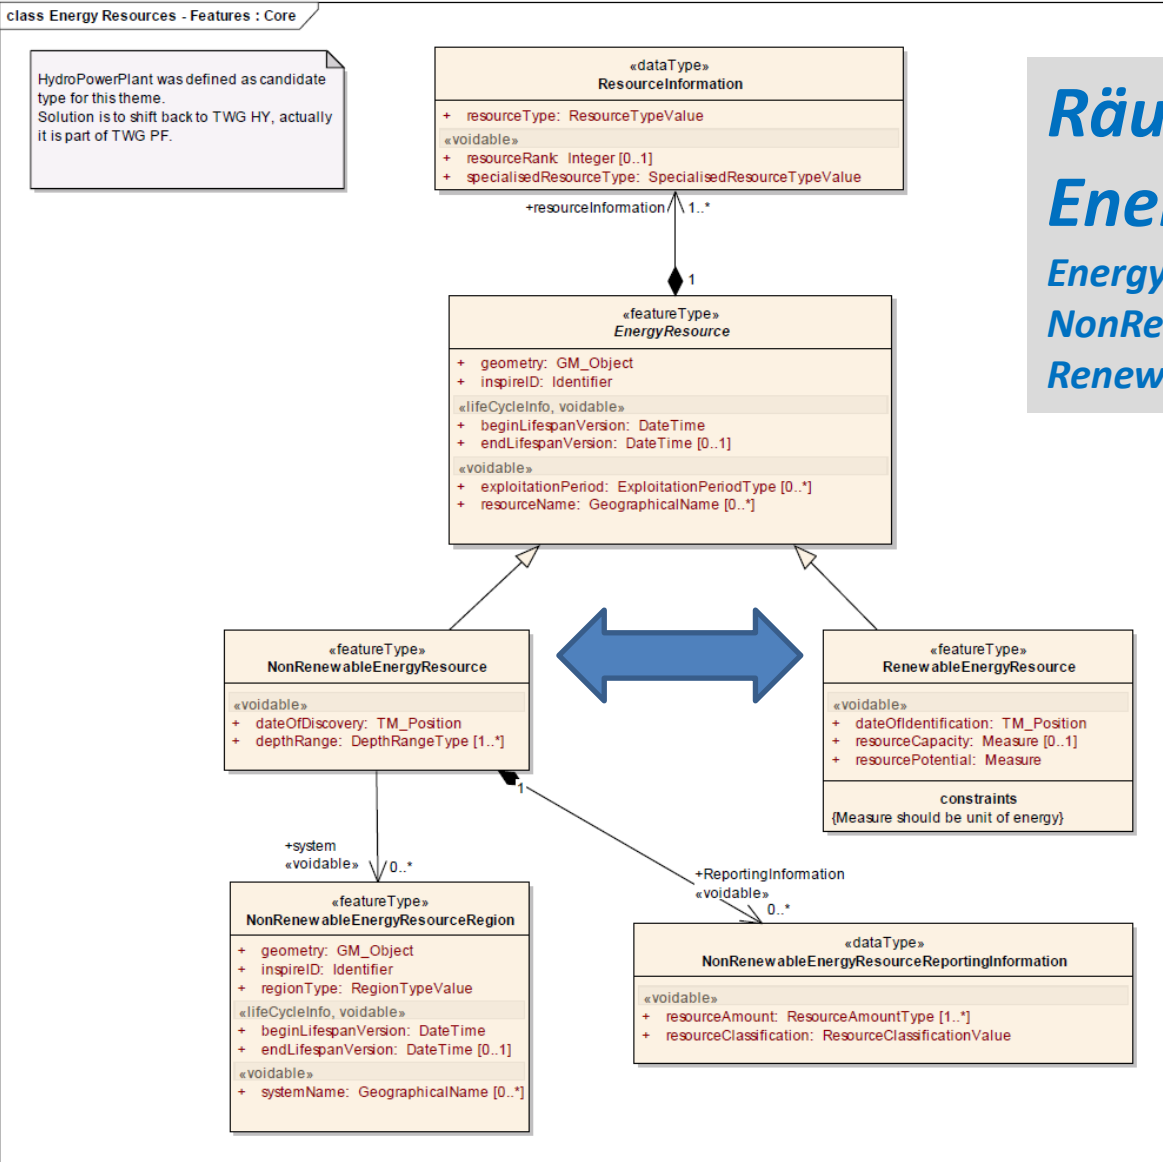 class Energy Resources - Features : Core
HydroPowerPlant was defined as candidate
type for this theme.
Solution is to shift back to TWG HY, actually
it is part of TWG PF.
«dataType»
ResourceInformation
+ resourceType: ResourceTypeValue
«voidable»
+ resourceRank: Integer [0..1]
+ specialisedResourceType: SpecialisedResourceTypeValue
+resourceInformation 1..*
1
«featureType»
EnergyResource
+ geometry: GM_Object
+ inspireID: Identifier
«lifeCycleInfo, voidable»
+ beginLifespanVersion: DateTime
+ endLifespanVersion: DateTime [0..1]
«voidable»
+ exploitationPeriod: ExploitationPeriodType [0..*]
+ resourceName: GeographicalName [0..*]
Räu
Ener
Energy
NonRe
Renew
«featureType»
NonRenewableEnergyResource
«voidable»
+ dateOfDiscovery: TM_Position
+ depthRange: DepthRangeType [1..*]
«featureType»
RenewableEnergyResource
«voidable»
+ dateOfIdentification: TM_Position
+ resourceCapacity: Measure [0..1]
+ resourcePotential: Measure
constraints
{Measure should be unit of energy}
1
+system
«voidable» 0..*
+ReportingInformation
«voidable»
0..*
«featureType»
NonRenewableEnergyResourceRegion
+ geometry: GM_Object
+ inspireID: Identifier
+ regionType: RegionTypeValue
«lifeCycleInfo, voidable»
+ beginLifespanVersion: DateTime
+ endLifespanVersion: DateTime [0..1]
«voidable»
+ systemName: GeographicalName [0..*]
«dataType»
NonRenewableEnergyResourceReportingInformation
«voidable»
+ resourceAmount: ResourceAmountType [1..*]
+ resourceClassification: ResourceClassificationValue